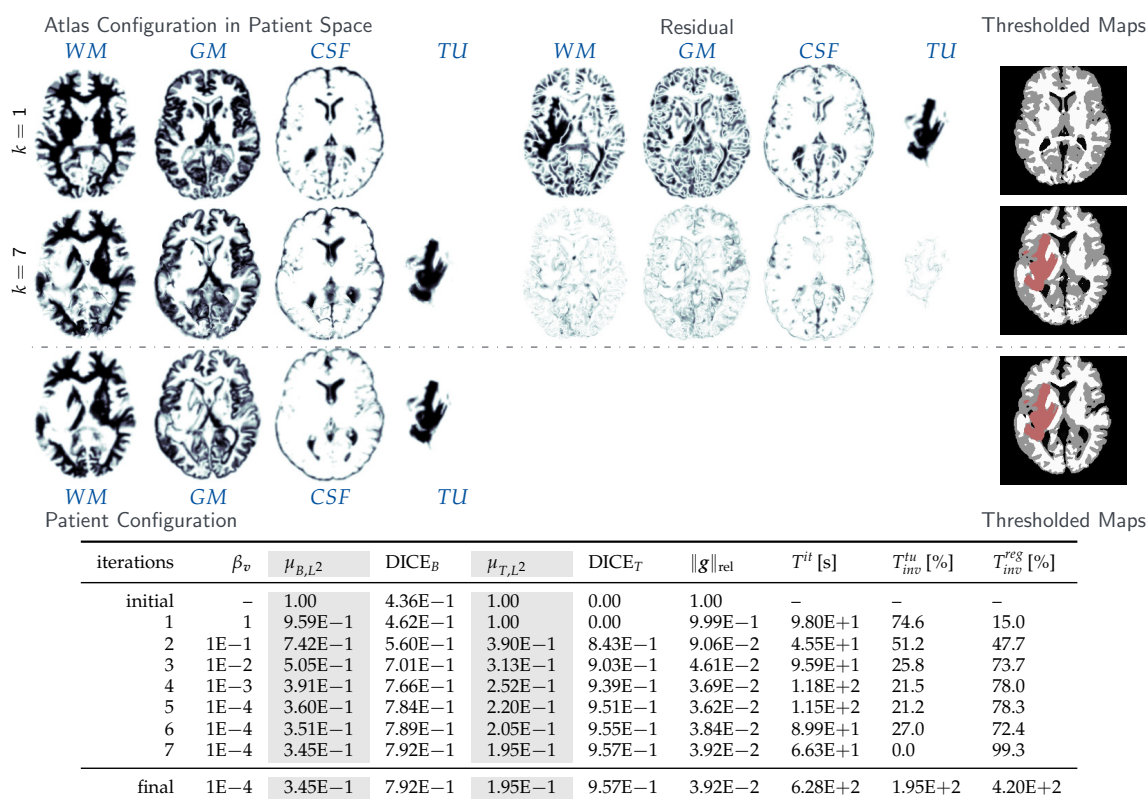 Atlas Configuration in Patient Space Residual Thresholded Maps
WM GM CSF TU WM GM CSF TU
k = 1
k = 7
WM GM CSF TU
Patient Configuration Thresholded Maps
iterations βv μB,L² DICEB μT,L² DICET ‖g‖rel Tit [s] Ttuinv [%] Treginv [%]
initial – 1.00 4.36E−1 1.00 0.00 1.00 – – –
1 1 9.59E−1 4.62E−1 1.00 0.00 9.99E−1 9.80E+1 74.6 15.0
2 1E−1 7.42E−1 5.60E−1 3.90E−1 8.43E−1 9.06E−2 4.55E+1 51.2 47.7
3 1E−2 5.05E−1 7.01E−1 3.13E−1 9.03E−1 4.61E−2 9.59E+1 25.8 73.7
4 1E−3 3.91E−1 7.66E−1 2.52E−1 9.39E−1 3.69E−2 1.18E+2 21.5 78.0
5 1E−4 3.60E−1 7.84E−1 2.20E−1 9.51E−1 3.62E−2 1.15E+2 21.2 78.3
6 1E−4 3.51E−1 7.89E−1 2.05E−1 9.55E−1 3.84E−2 8.99E+1 27.0 72.4
7 1E−4 3.45E−1 7.92E−1 1.95E−1 9.57E−1 3.92E−2 6.63E+1 0.0 99.3
final 1E−4 3.45E−1 7.92E−1 1.95E−1 9.57E−1 3.92E−2 6.28E+2 1.95E+2 4.20E+2